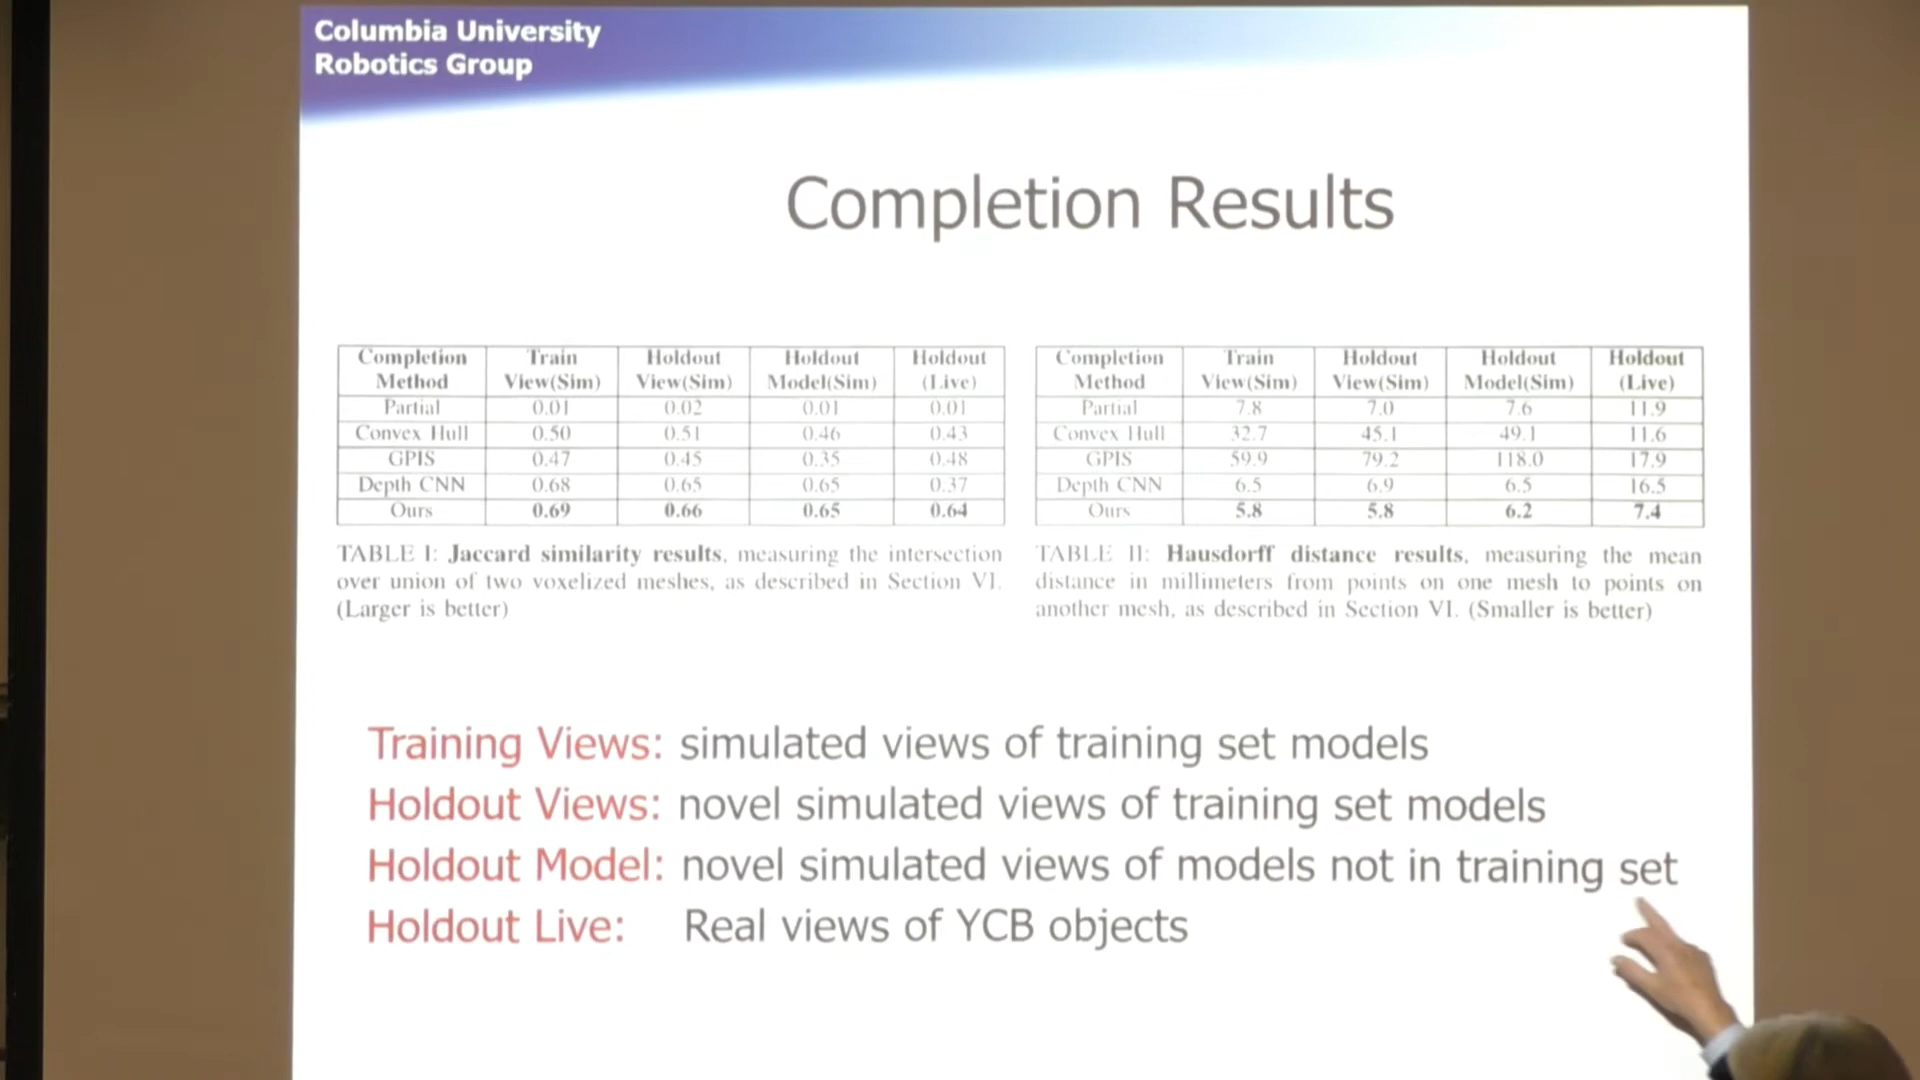 Columbia University
Robotics Group
Completion Results
Completion Method Train View(Sim) Holdout View(Sim) Holdout Model(Sim) Holdout (Live)
Partial 0.01 0.02 0.01 0.01
Convex Hull 0.50 0.51 0.46 0.43
GPIS 0.47 0.45 0.35 0.48
Depth CNN 0.68 0.65 0.65 0.37
Ours 0.69 0.66 0.65 0.64
TABLE I: Jaccard similarity results, measuring the intersection
over union of two voxelized meshes, as described in Section VI.
(Larger is better)
Completion Method Train View(Sim) Holdout View(Sim) Holdout Model(Sim) Holdout (Live)
Partial 7.8 7.0 7.6 11.9
Convex Hull 32.7 45.1 49.1 11.6
GPIS 59.9 79.2 118.0 17.9
Depth CNN 6.5 6.9 6.5 16.5
Ours 5.8 5.8 6.2 7.4
TABLE II: Hausdorff distance results, measuring the mean
distance in millimeters from points on one mesh to points on
another mesh, as described in Section VI. (Smaller is better)
Training Views: simulated views of training set models
Holdout Views: novel simulated views of training set models
Holdout Model: novel simulated views of models not in training set
Holdout Live: Real views of YCB objects